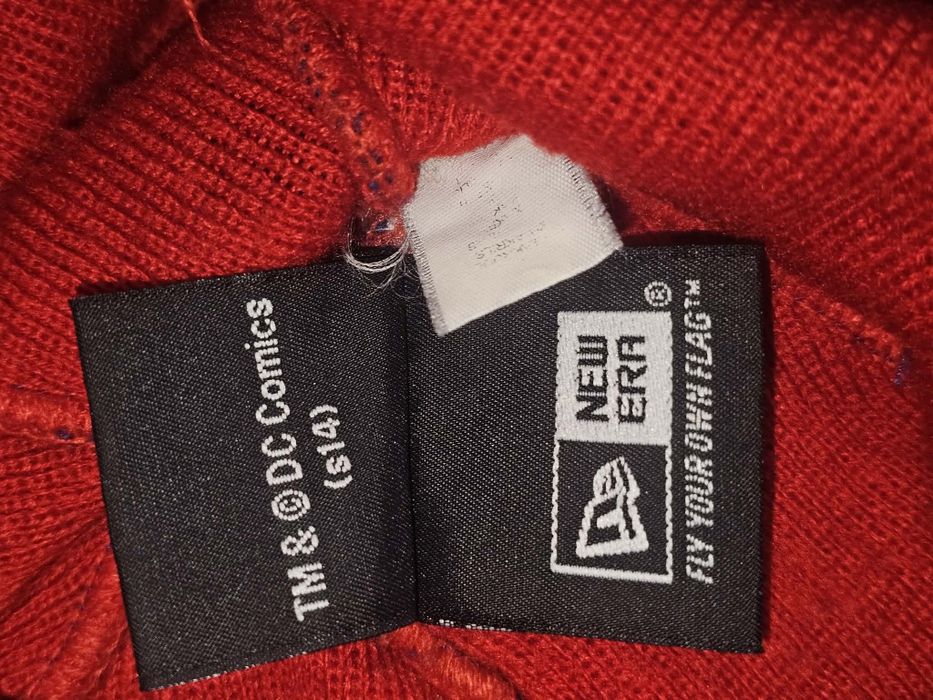 TM & © DC Comics
(s14)
NEW
ERA
®
FLY YOUR OWN FLAG™